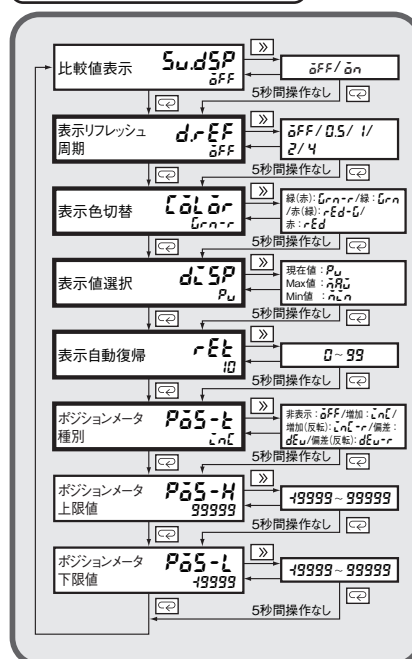 比較値表示 Sv.dSP
oFF
»
oFF/ on
5秒間操作なし
表示リフレッシュ
周期
d.rEF
oFF
»
oFF/ 0.5/ 1/
2/ 4
5秒間操作なし
表示色切替 CoLor
Grn-r
»
緑(赤):Grn-r/緑:Grn
/赤(緑):rEd-G/
赤:rEd
5秒間操作なし
表示値選択 diSP
Pv
»
現在値:Pv
Max値:mAX
Min値:min
5秒間操作なし
表示自動復帰 rEt
10
»
0~99
5秒間操作なし
ポジションメータ
種別
PoS-t
inC
»
非表示:oFF/増加:inC/
増加(反転):inC-r/偏差:
dEv/偏差(反転):dEv-r
5秒間操作なし
ポジションメータ
上限値
PoS-H
99999
»
-19999~99999
5秒間操作なし
ポジションメータ
下限値
PoS-L
-19999
»
-19999~99999
5秒間操作なし